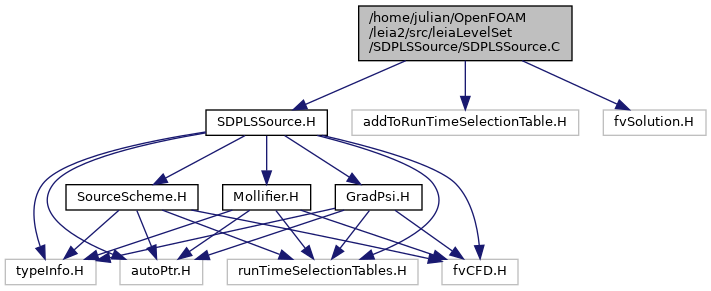 /home/julian/OpenFOAM
/leia2/src/leiaLevelSet
/SDPLSSource/SDPLSSource.C
SDPLSSource.H
addToRunTimeSelectionTable.H
fvSolution.H
SourceScheme.H
Mollifier.H
GradPsi.H
typeInfo.H
autoPtr.H
runTimeSelectionTables.H
fvCFD.H